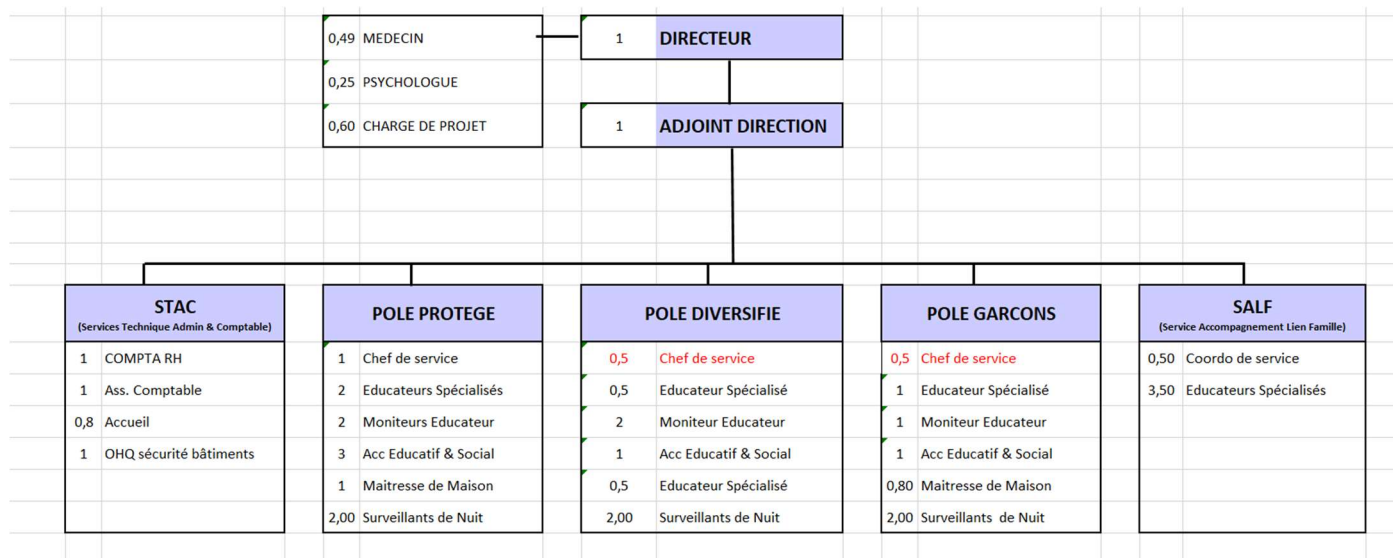 0,49 MEDECIN
1 DIRECTEUR
0,25 PSYCHOLOGUE
0,60 CHARGE DE PROJET
1 ADJOINT DIRECTION
STAC
(Services Technique Admin & Comptable)
1 COMPTA RH
1 Ass. Comptable
0,8 Accueil
1 OHQ sécurité bâtiments
POLE PROTEGE
1 Chef de service
2 Educateurs Spécialisés
2 Moniteurs Educateur
3 Acc Educatif & Social
1 Maitresse de Maison
2,00 Surveillants de Nuit
POLE DIVERSIFIE
0,5 Chef de service
0,5 Educateur Spécialisé
2 Moniteur Educateur
1 Acc Educatif & Social
0,5 Educateur Spécialisé
2,00 Surveillants de Nuit
POLE GARCONS
0,5 Chef de service
1 Educateur Spécialisé
1 Moniteur Educateur
1 Acc Educatif & Social
0,80 Maitresse de Maison
2,00 Surveillants de Nuit
SALF
(Service Accompagnement Lien Famille)
0,50 Coordo de service
3,50 Educateurs Spécialisés